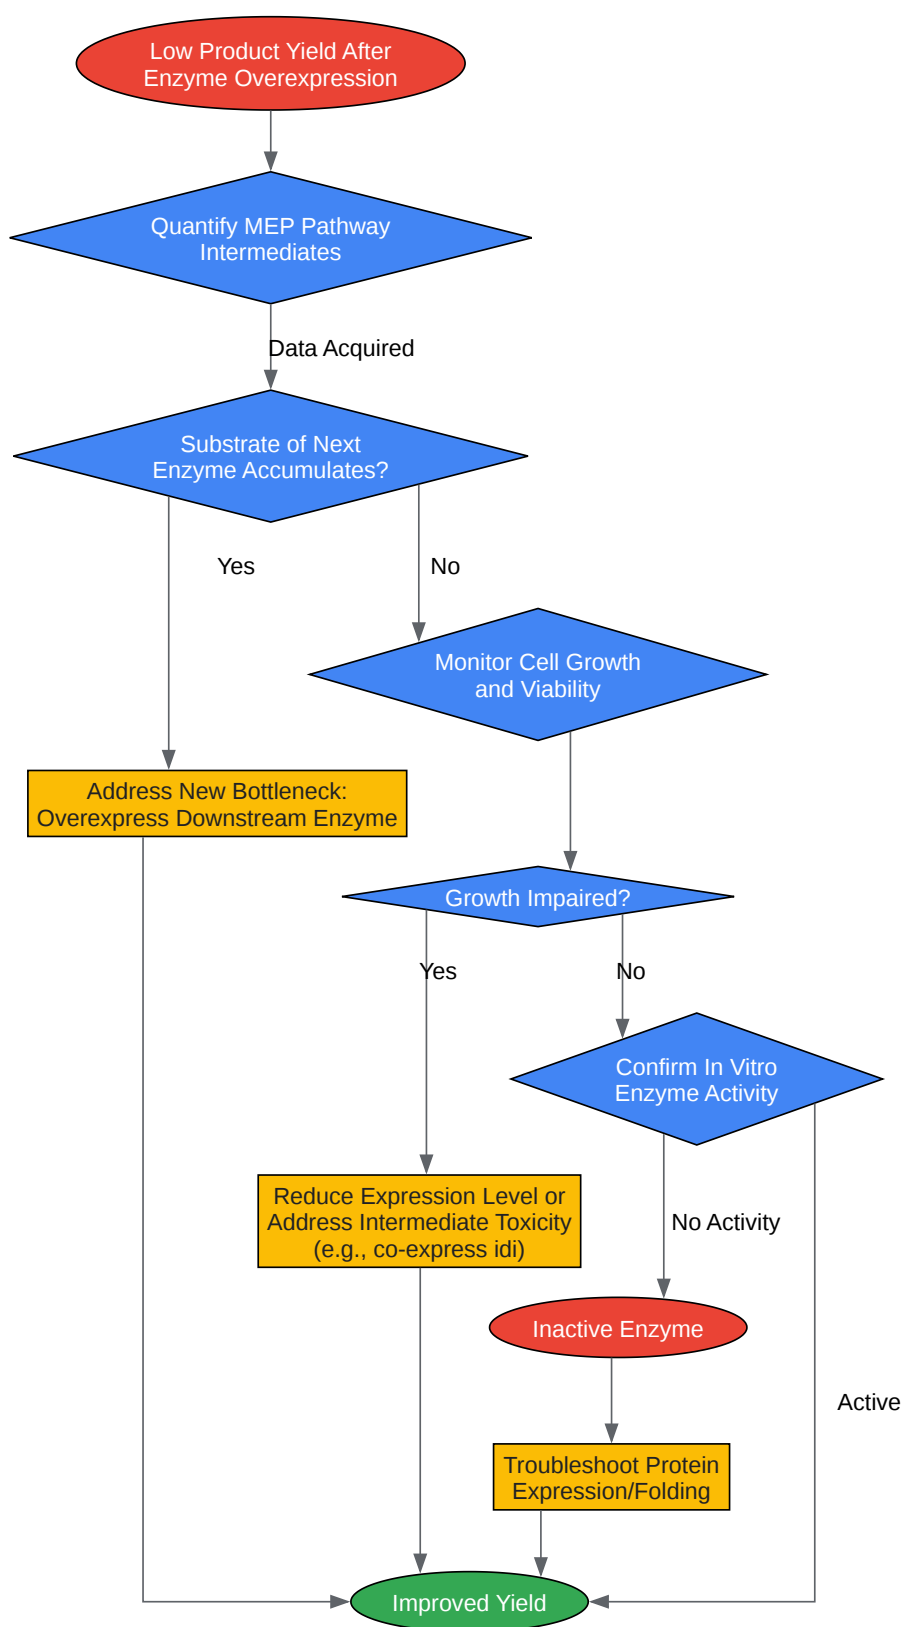 Low Product Yield After
Enzyme Overexpression
Quantify MEP Pathway
Intermediates
Data Acquired
Substrate of Next
Enzyme Accumulates?
Yes
No
Monitor Cell Growth
and Viability
Address New Bottleneck:
Overexpress Downstream Enzyme
Growth Impaired?
Yes
No
Confirm In Vitro
Enzyme Activity
Reduce Expression Level or
Address Intermediate Toxicity
(e.g., co-express idi)
No Activity
Inactive Enzyme
Active
Troubleshoot Protein
Expression/Folding
Improved Yield